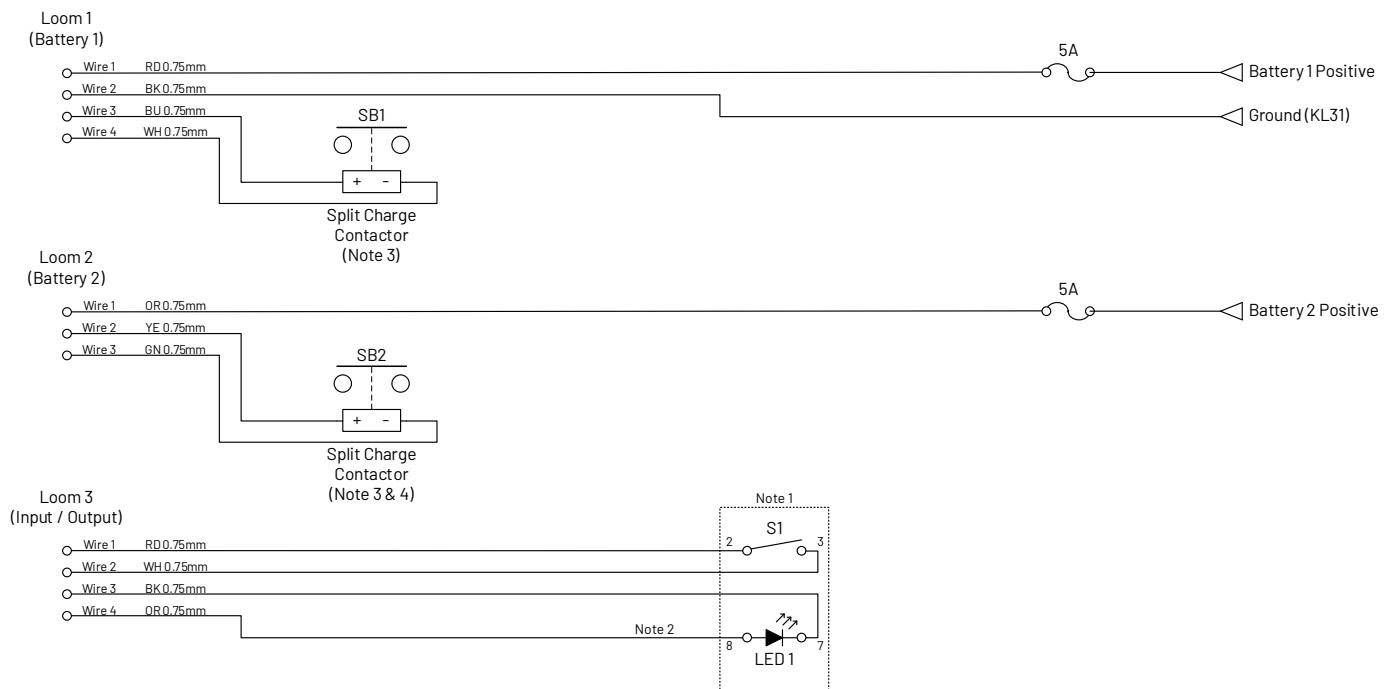 Loom 1
(Battery 1)
Wire 1 RD 0.75mm
5A
Battery 1 Positive
Wire 2 BK 0.75mm
Ground (KL31)
Wire 3 BU 0.75mm
Wire 4 WH 0.75mm
SB1
+ -
Split Charge
Contactor
(Note 3)
Loom 2
(Battery 2)
Wire 1 OR 0.75mm
5A
Battery 2 Positive
Wire 2 YE 0.75mm
Wire 3 GN 0.75mm
SB2
+ -
Split Charge
Contactor
(Note 3 & 4)
Loom 3
(Input / Output)
Wire 1 RD 0.75mm
Wire 2 WH 0.75mm
Wire 3 BK 0.75mm
Wire 4 OR 0.75mm
Note 1
S1
2 3
Note 2
8 7
LED 1